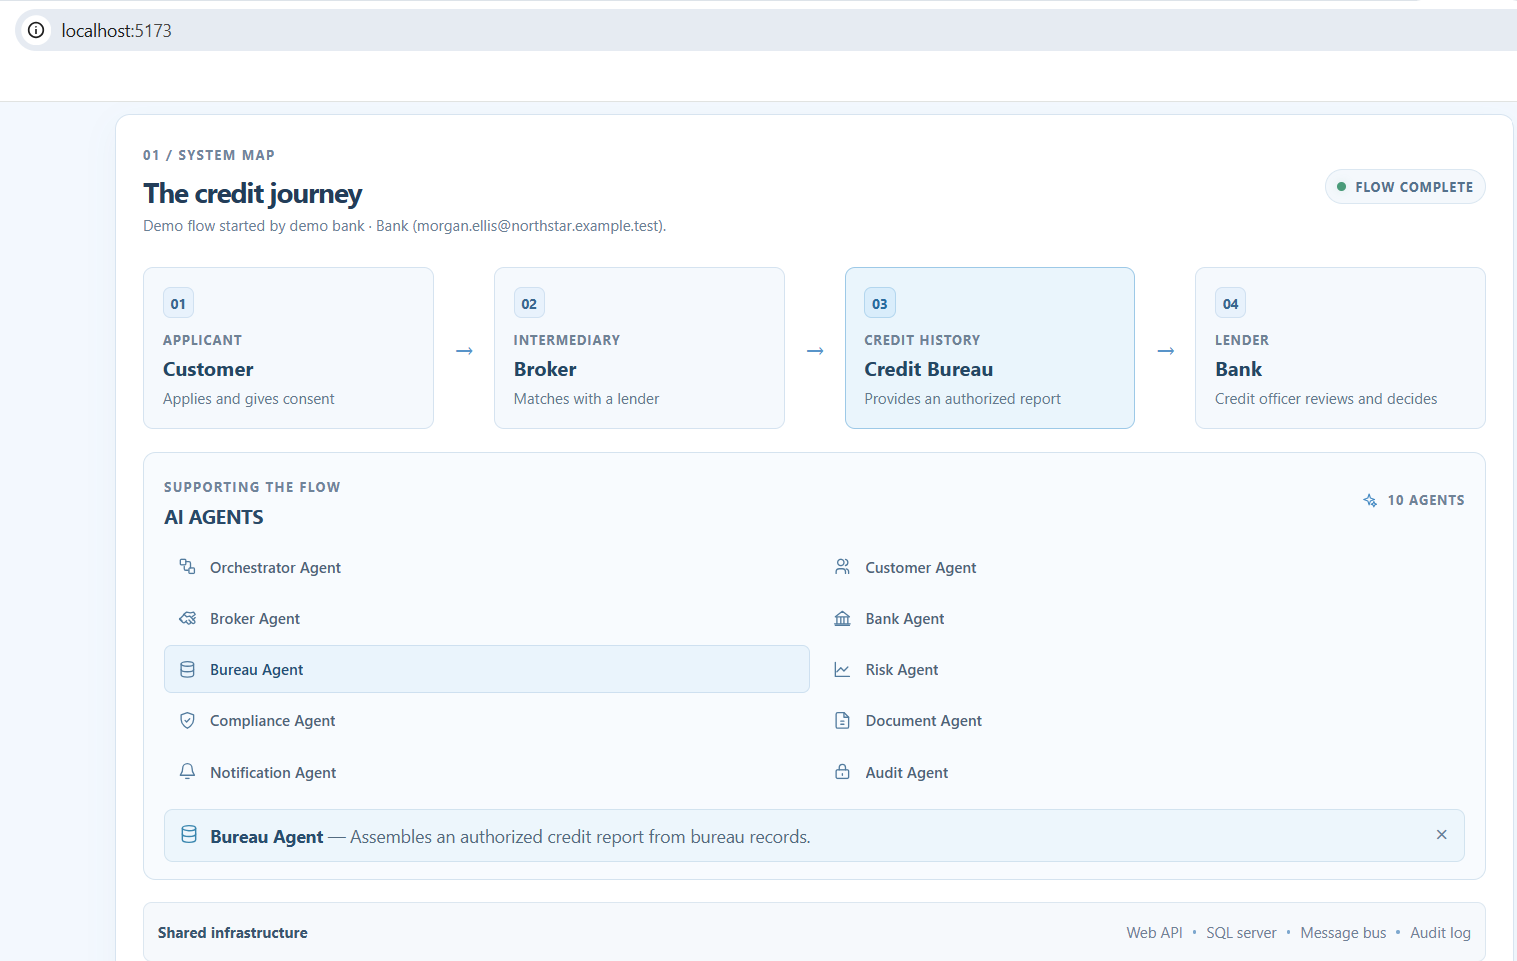 localhost:5173
01 / SYSTEM MAP
The credit journey
Demo flow started by demo bank · Bank (morgan.ellis@northstar.example.test).
FLOW COMPLETE
01
APPLICANT
Customer
Applies and gives consent
→
02
INTERMEDIARY
Broker
Matches with a lender
→
03
CREDIT HISTORY
Credit Bureau
Provides an authorized report
→
04
LENDER
Bank
Credit officer reviews and decides
SUPPORTING THE FLOW
AI AGENTS
10 AGENTS
Orchestrator Agent
Customer Agent
Broker Agent
Bank Agent
Bureau Agent
Risk Agent
Compliance Agent
Document Agent
Notification Agent
Audit Agent
Bureau Agent — Assembles an authorized credit report from bureau records.
Shared infrastructure
Web API • SQL server • Message bus • Audit log